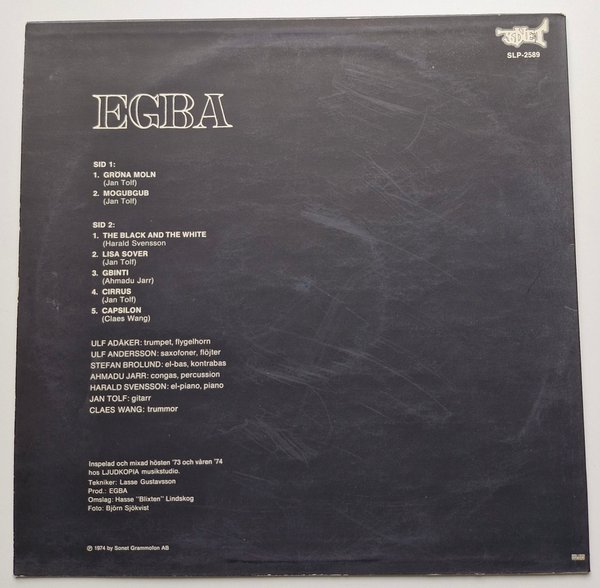 SONET
SLP-2589
EGBA
SID 1:
1. GRÖNA MOLN
(Jan Tolf)
2. MOGUBGUB
(Jan Tolf)
SID 2:
1. THE BLACK AND THE WHITE
(Harald Svensson
2. LISA SOVER
(Jan Tolf)
3. GBINTI
(Ahmadu Jarr)
4. CIRRUS
(Jan Tolf)
5. CAPSILON
(Claes Wang)
ULF ADÅKER: trumpet, flygelhorn
ULF ANDERSSON: saxofoner, flöjter
STEFAN BROLUND: el-bas, kontrabas
AHMADU JARR: congas, percussion
HARALD SVENSSON: el-piano, piano
JAN TOLF: gitarr
CLAES WANG: trummor
Inspelad och mixad hösten '73 och våren '74
hos LJUDKOPIA musikstudio.
Tekniker: Lasse Gustavsson
Prod.: EGBA
Omslag: Hasse "Blixten" Lindskog
Foto: Björn Sjökvist
Ⓟ 1974 by Sonet Grammofon AB